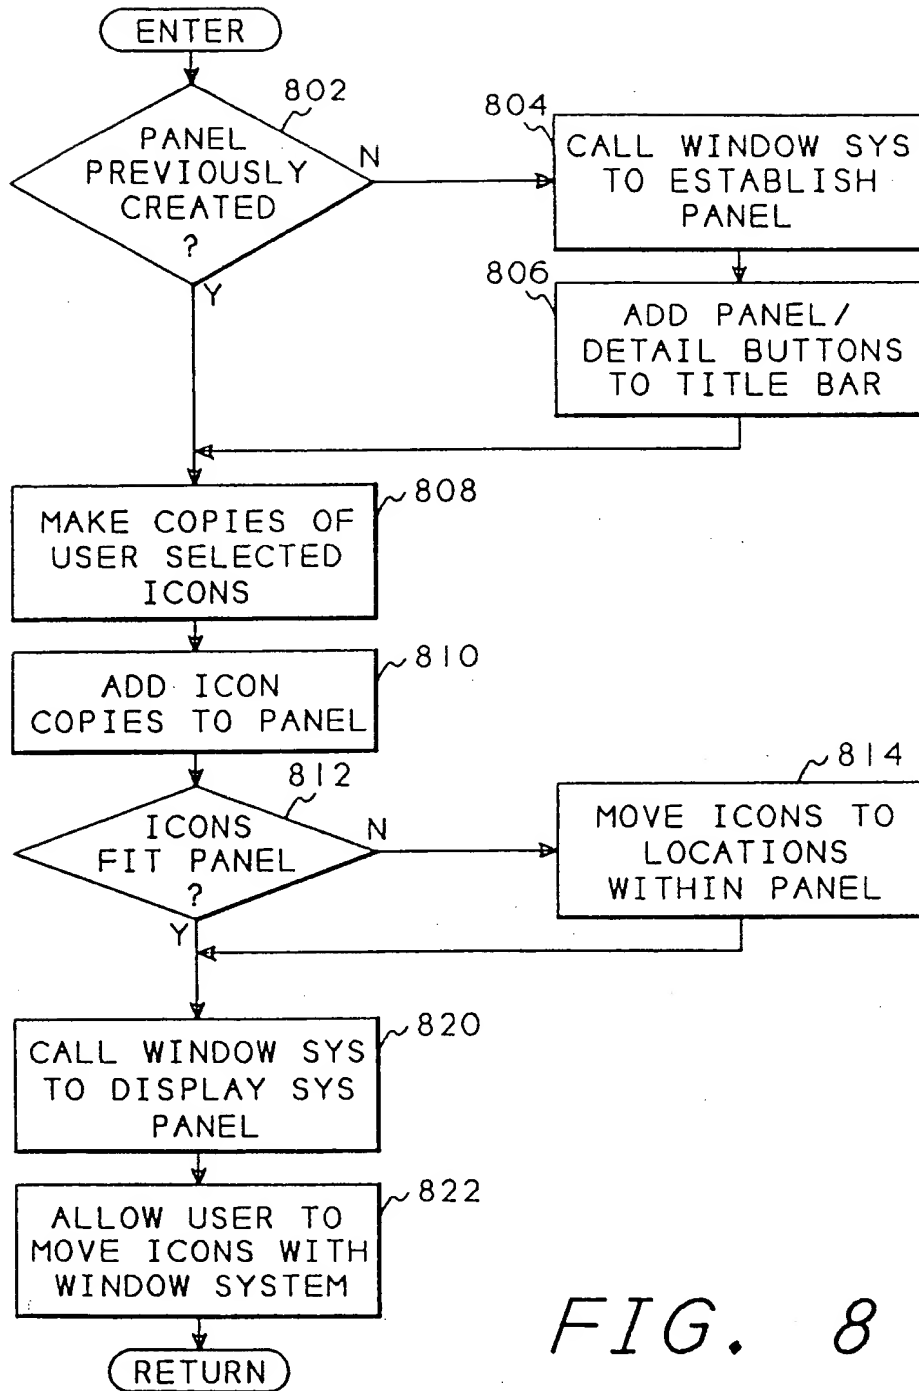 ENTER
802
PANEL
PREVIOUSLY
CREATED
?
N
Y
804
CALL WINDOW SYS
TO ESTABLISH
PANEL
806
ADD PANEL/
DETAIL BUTTONS
TO TITLE BAR
808
MAKE COPIES OF
USER SELECTED
ICONS
810
ADD ICON
COPIES TO PANEL
812
ICONS
FIT PANEL
?
N
Y
814
MOVE ICONS TO
LOCATIONS
WITHIN PANEL
820
CALL WINDOW SYS
TO DISPLAY SYS
PANEL
822
ALLOW USER TO
MOVE ICONS WITH
WINDOW SYSTEM
RETURN
FIG. 8